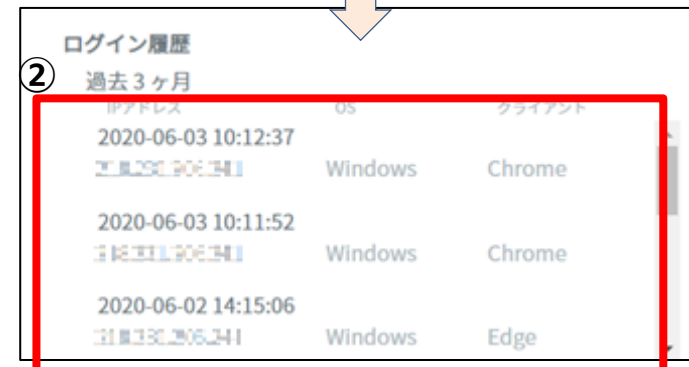 ログイン履歴
② 過去3ヶ月
IPアドレス OS クライアント
2020-06-03 10:12:37
Windows Chrome
2020-06-03 10:11:52
Windows Chrome
2020-06-02 14:15:06
Windows Edge